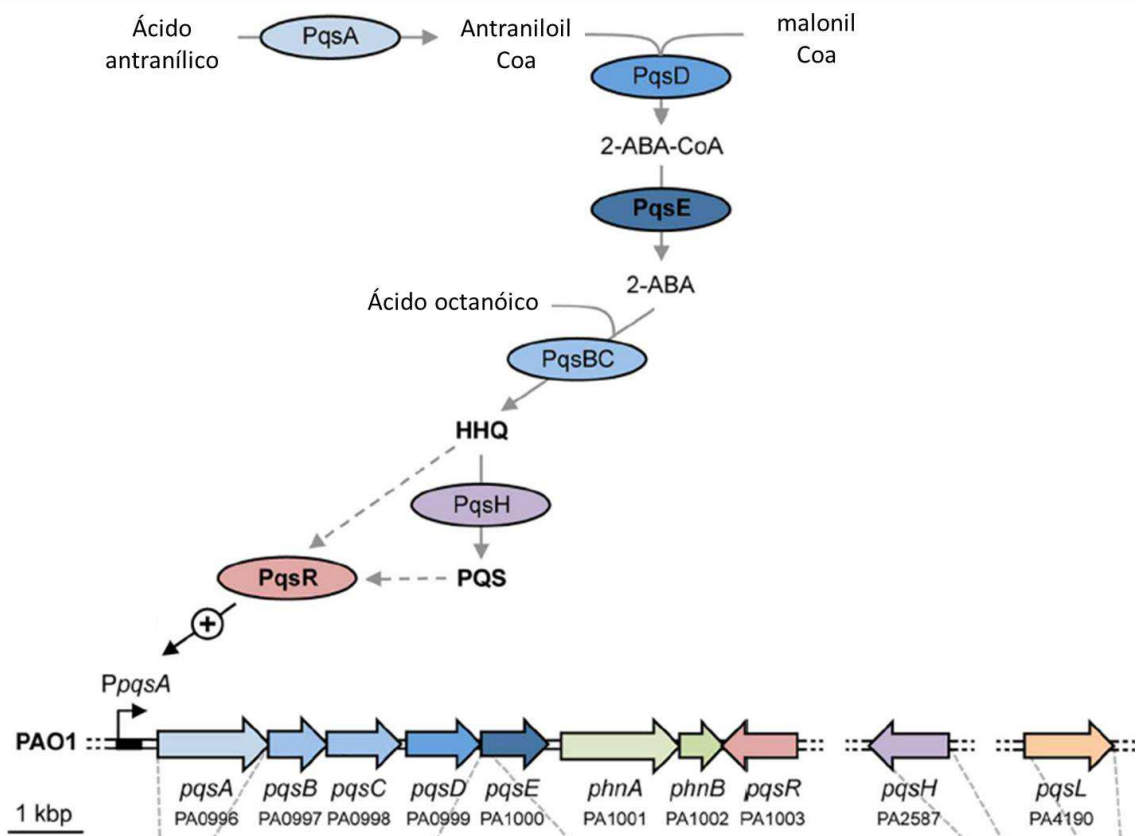 Ácido
antranílico
PqsA
Antraniloil
Coa
malonil
Coa
PqsD
2-ABA-CoA
PqsE
2-ABA
Ácido octanóico
PqsBC
HHQ
PqsH
PqsR
PQS
+
PpqsA
PAO1
pqsA pqsB pqsC pqsD pqsE phnA phnB pqsR pqsH pqsL
1 kbp PA0996 PA0997 PA0998 PA0999 PA1000 PA1001 PA1002 PA1003 PA2587 PA4190